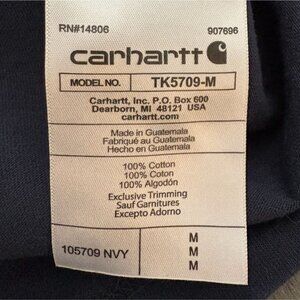 RN#14806 907696
carhartt
MODEL NO. TK5709-M
Carhartt, Inc. P.O. Box 600
Dearborn, MI 48121 USA
carhartt.com
Made in Guatemala
Fabriqué au Guatemala
Hecho en Guatemala
100% Cotton
100% Coton
100% Algodón
Exclusive Trimming
Sauf Garnitures
Excepto Adorno
105709 NVY
M
M
M